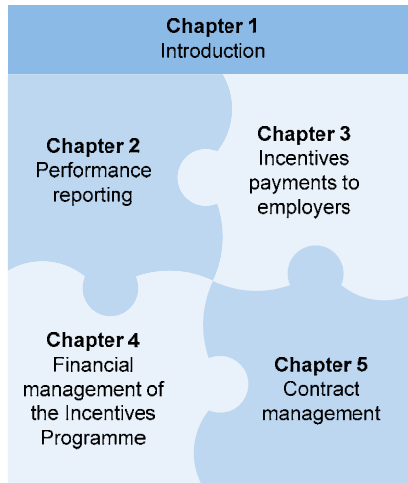 Chapter 1
Introduction
Chapter 2
Performance
reporting
Chapter 3
Incentives
payments to
employers
Chapter 4
Financial
management of
the Incentives
Programme
Chapter 5
Contract
management